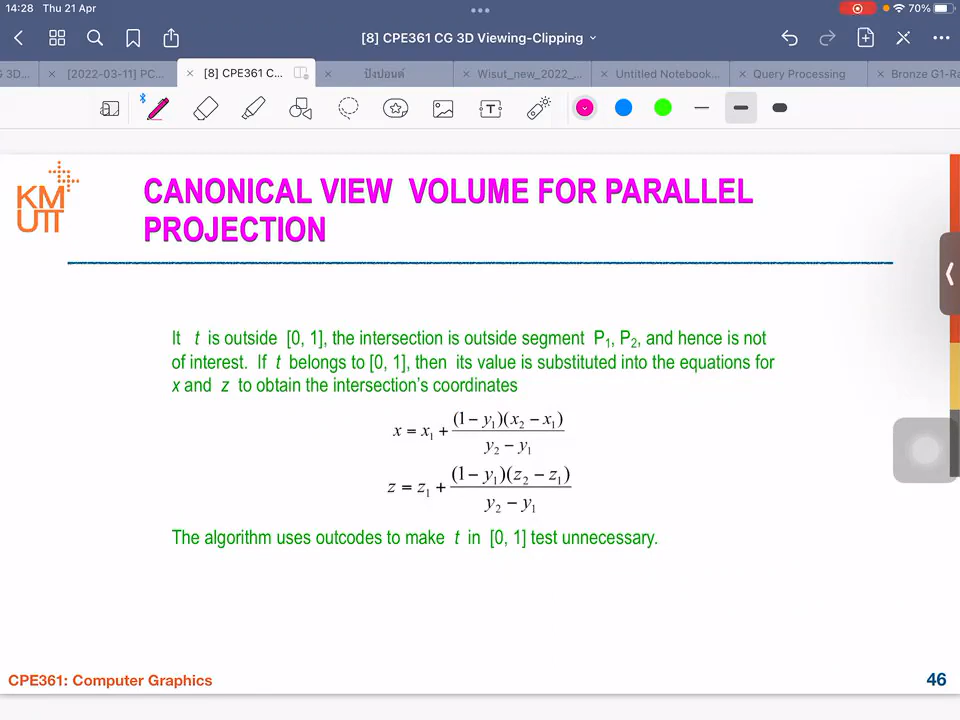 14:28 Thu 21 Apr
70%
[8] CPE361 CG 3D Viewing-Clipping
3D...
[2022-03-11] PC...
[8] CPE361 C...
ปังปอนด์
Wisut_new_2022_...
Untitled Notebook...
Query Processing
Bronze G1-Ra
KM
UTT
CANONICAL VIEW VOLUME FOR PARALLEL
PROJECTION
It t is outside [0, 1], the intersection is outside segment P₁, P₂, and hence is not
of interest. If t belongs to [0, 1], then its value is substituted into the equations for
x and z to obtain the intersection's coordinates
x = x₁ + (1 − y₁)(x₂ − x₁) / y₂ − y₁
z = z₁ + (1 − y₁)(z₂ − z₁) / y₂ − y₁
The algorithm uses outcodes to make t in [0, 1] test unnecessary.
CPE361: Computer Graphics
46